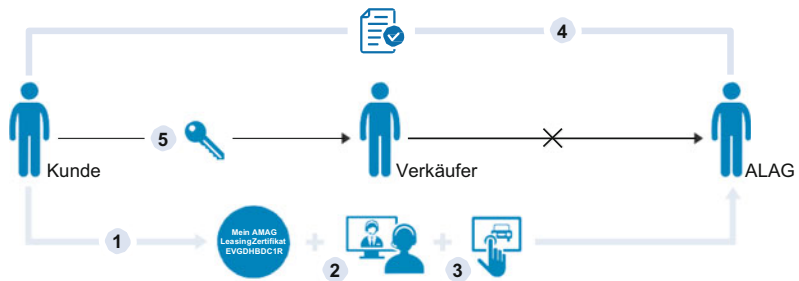 4
5
Kunde
Verkäufer
ALAG
1
Mein AMAG
LeasingZertifikat
EVGDHBDC1R
2
3